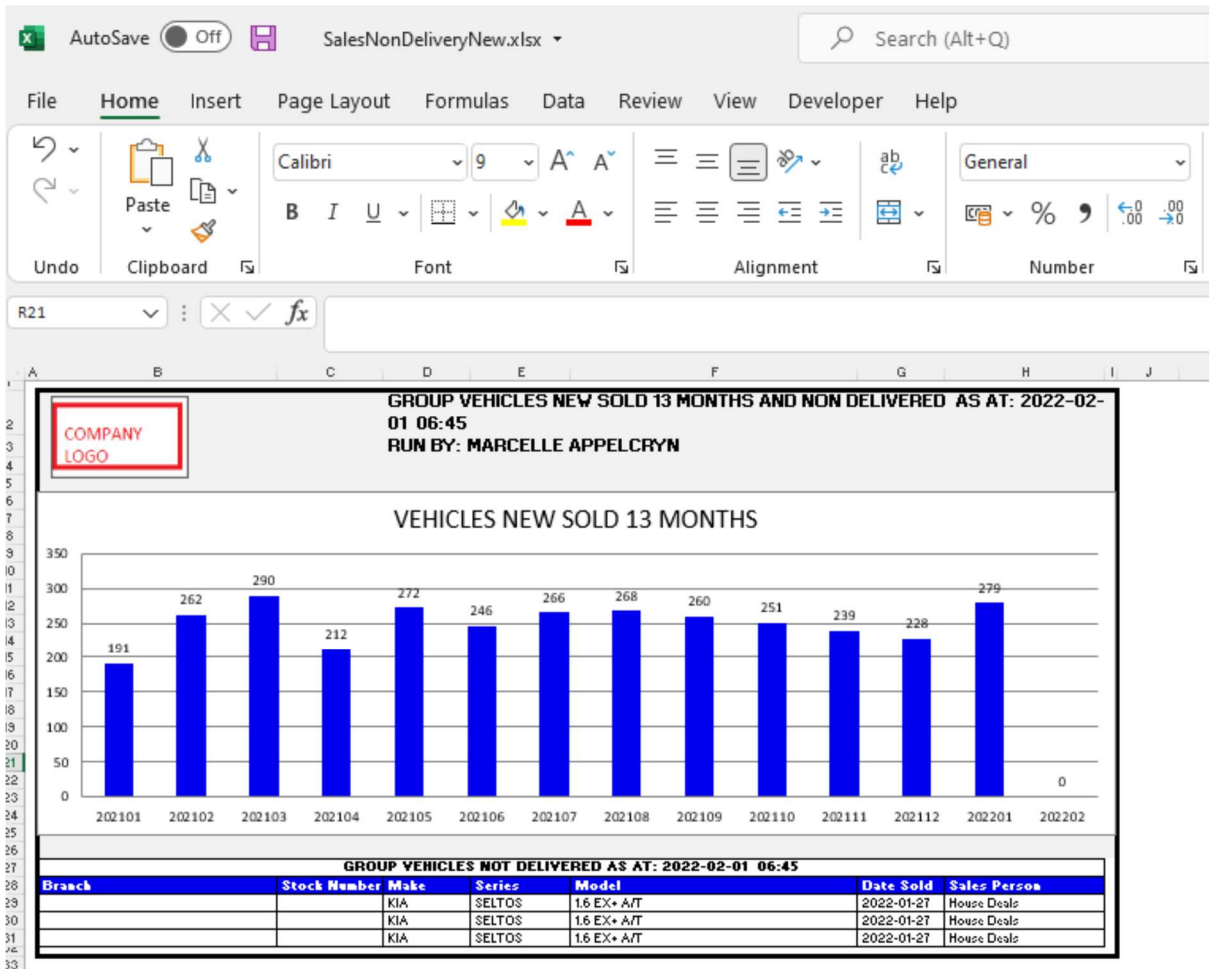 AutoSave Off SalesNonDeliveryNew.xlsx Search (Alt+Q)
File Home Insert Page Layout Formulas Data Review View Developer Help
Paste
Calibri 9
B I U A
ab
General
% 9
Undo Clipboard Font Alignment Number
R21 fx
A B C D E F G H I J
COMPANY
LOGO
GROUP VEHICLES NEW SOLD 13 MONTHS AND NON DELIVERED AS AT: 2022-02-
01 06:45
RUN BY: MARCELLE APPELCRYN
VEHICLES NEW SOLD 13 MONTHS
350
300
250
200
150
100
50
0
191 262 290 212 272 246 266 268 260 251 239 228 279 0
202101 202102 202103 202104 202105 202106 202107 202108 202109 202110 202111 202112 202201 202202
GROUP VEHICLES NOT DELIVERED AS AT: 2022-02-01 06:45
Branch Stock Number Make Series Model Date Sold Sales Person
KIA SELTOS 1.6 EX+ A/T 2022-01-27 House Deals
KIA SELTOS 1.6 EX+ A/T 2022-01-27 House Deals
KIA SELTOS 1.6 EX+ A/T 2022-01-27 House Deals